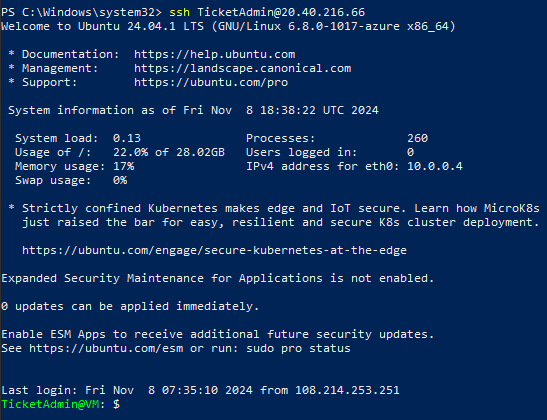 PS C:\Windows\system32> ssh TicketAdmin@20.40.216.66
Welcome to Ubuntu 24.04.1 LTS (GNU/Linux 6.8.0-1017-azure x86_64)
* Documentation: https://help.ubuntu.com
* Management: https://landscape.canonical.com
* Support: https://ubuntu.com/pro
System information as of Fri Nov 8 18:38:22 UTC 2024
System load: 0.13 Processes: 260
Usage of /: 22.0% of 28.02GB Users logged in: 0
Memory usage: 17% IPv4 address for eth0: 10.0.0.4
Swap usage: 0%
* Strictly confined Kubernetes makes edge and IoT secure. Learn how MicroK8s
just raised the bar for easy, resilient and secure K8s cluster deployment.
https://ubuntu.com/engage/secure-kubernetes-at-the-edge
Expanded Security Maintenance for Applications is not enabled.
0 updates can be applied immediately.
Enable ESM Apps to receive additional future security updates.
See https://ubuntu.com/esm or run: sudo pro status
Last login: Fri Nov 8 07:35:10 2024 from 108.214.253.251
TicketAdmin@VM: $